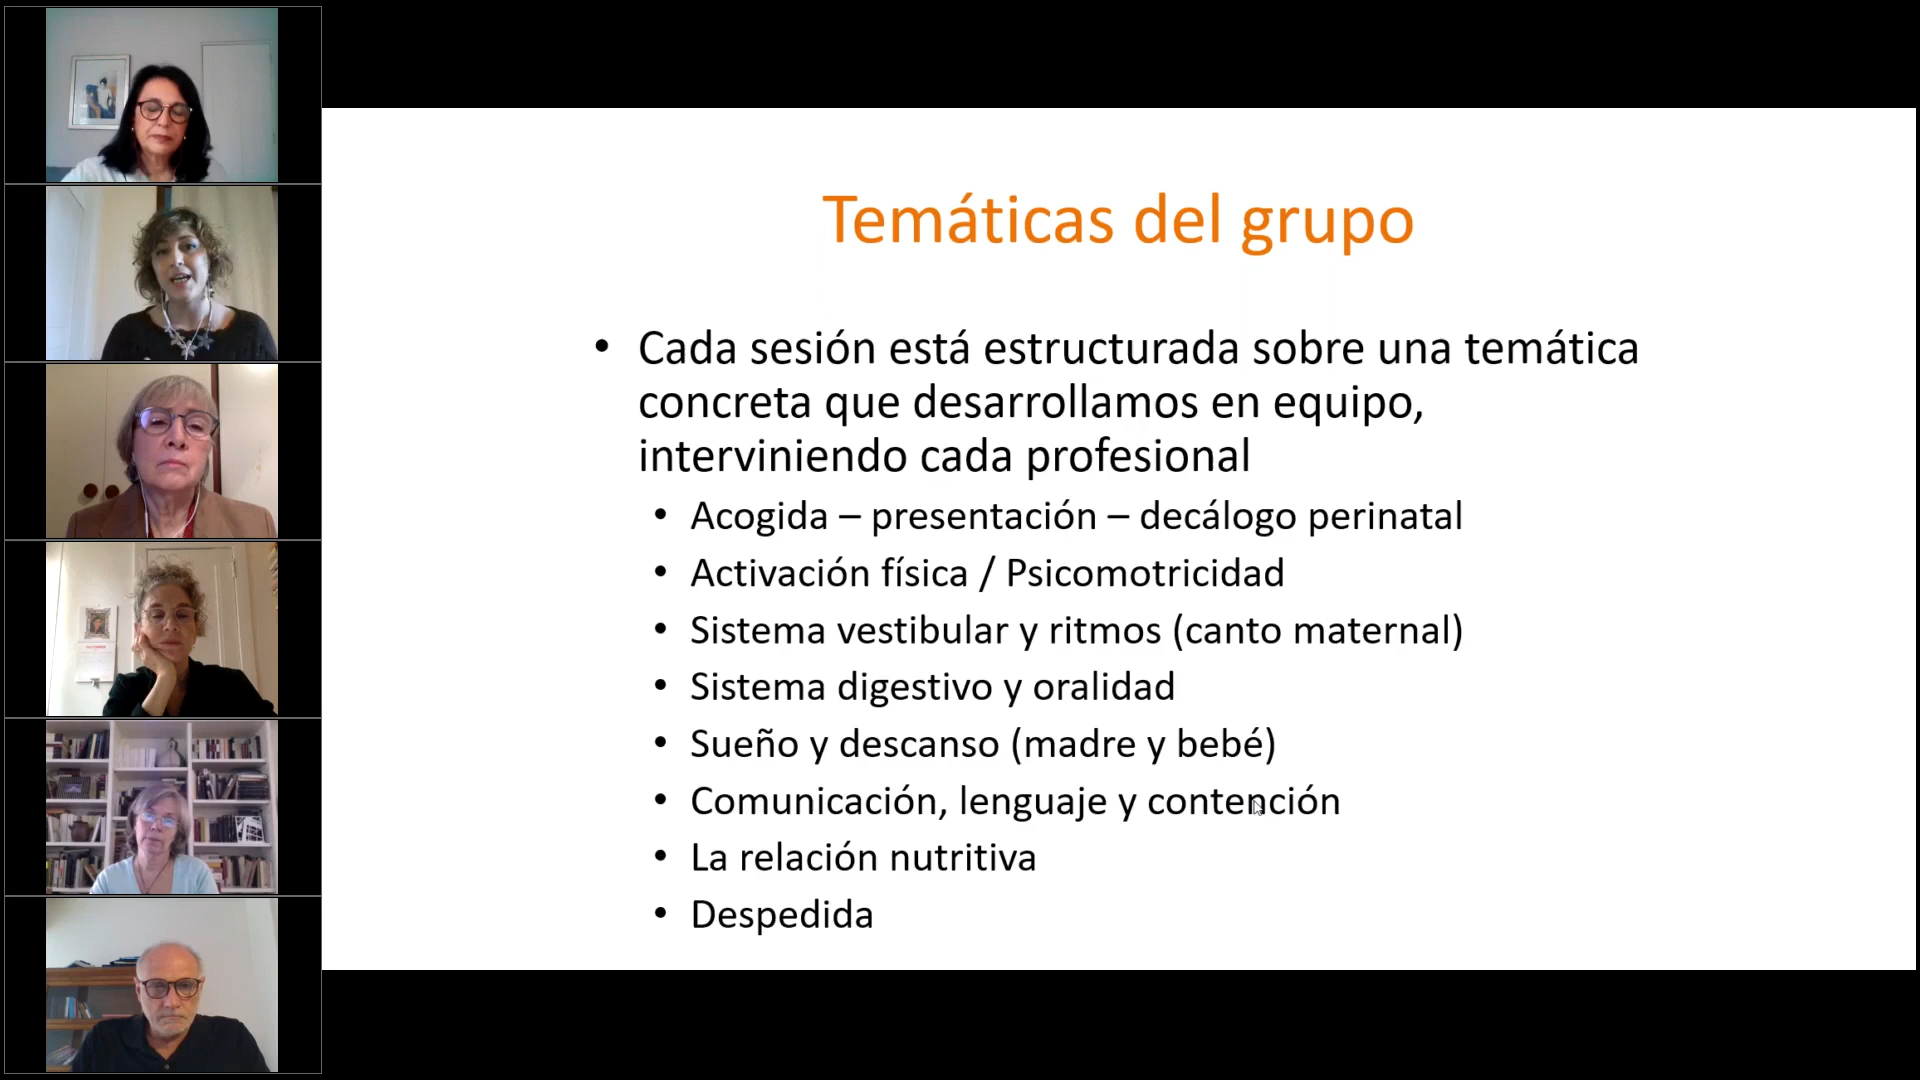 Temáticas del grupo
• Cada sesión está estructurada sobre una temática
concreta que desarrollamos en equipo,
interviniendo cada profesional
• Acogida – presentación – decálogo perinatal
• Activación física / Psicomotricidad
• Sistema vestibular y ritmos (canto maternal)
• Sistema digestivo y oralidad
• Sueño y descanso (madre y bebé)
• Comunicación, lenguaje y contención
• La relación nutritiva
• Despedida